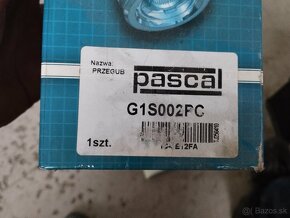 Nazwa:
PRZEGUB
pascal
G1S002PC
1szt.
Bazos.sk